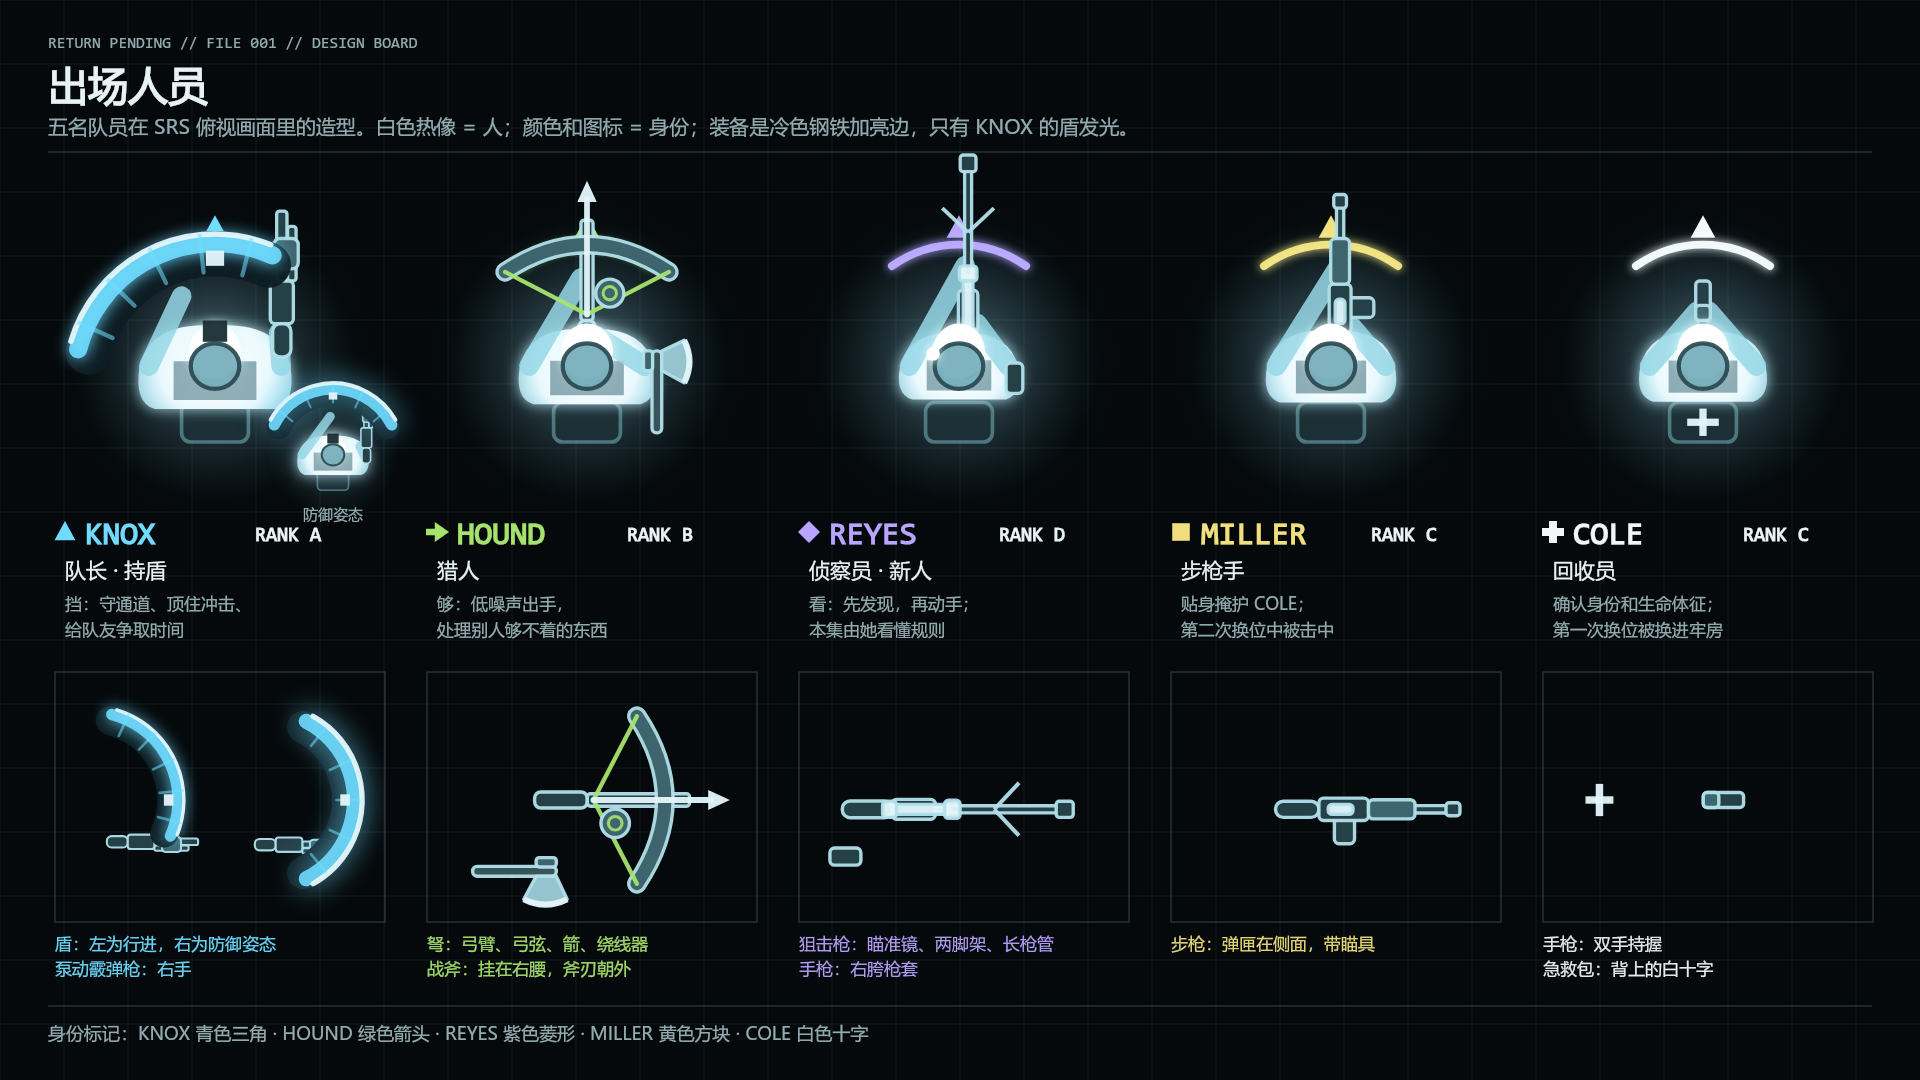 RETURN PENDING // FILE 001 // DESIGN BOARD
出场人员
五名队员在 SRS 俯视画面里的造型。白色热像 = 人；颜色和图标 = 身份；装备是冷色钢铁加亮边，只有 KNOX 的盾发光。
防御姿态
KNOX RANK A
队长 · 持盾
挡：守通道、顶住冲击、
给队友争取时间
HOUND RANK B
猎人
够：低噪声出手，
处理别人够不着的东西
REYES RANK D
侦察员 · 新人
看：先发现，再动手；
本集由她看懂规则
MILLER RANK C
步枪手
贴身掩护 COLE；
第二次换位中被击中
COLE RANK C
回收员
确认身份和生命体征；
第一次换位被换进牢房
盾：左为行进，右为防御姿态
泵动霰弹枪：右手
弩：弓臂、弓弦、箭、绕线器
战斧：挂在右腰，斧刃朝外
狙击枪：瞄准镜、两脚架、长枪管
手枪：右胯枪套
步枪：弹匣在侧面，带瞄具
手枪：双手持握
急救包：背上的白十字
身份标记：KNOX 青色三角 · HOUND 绿色箭头 · REYES 紫色菱形 · MILLER 黄色方块 · COLE 白色十字